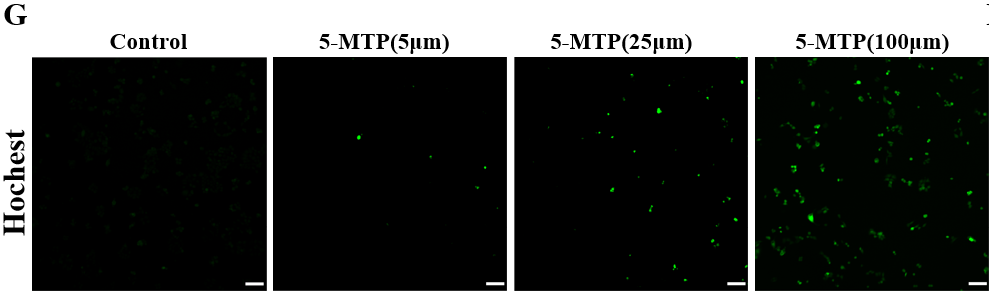 G
Control
5-MTP(5μm)
5-MTP(25μm)
5-MTP(100μm)
Hochest